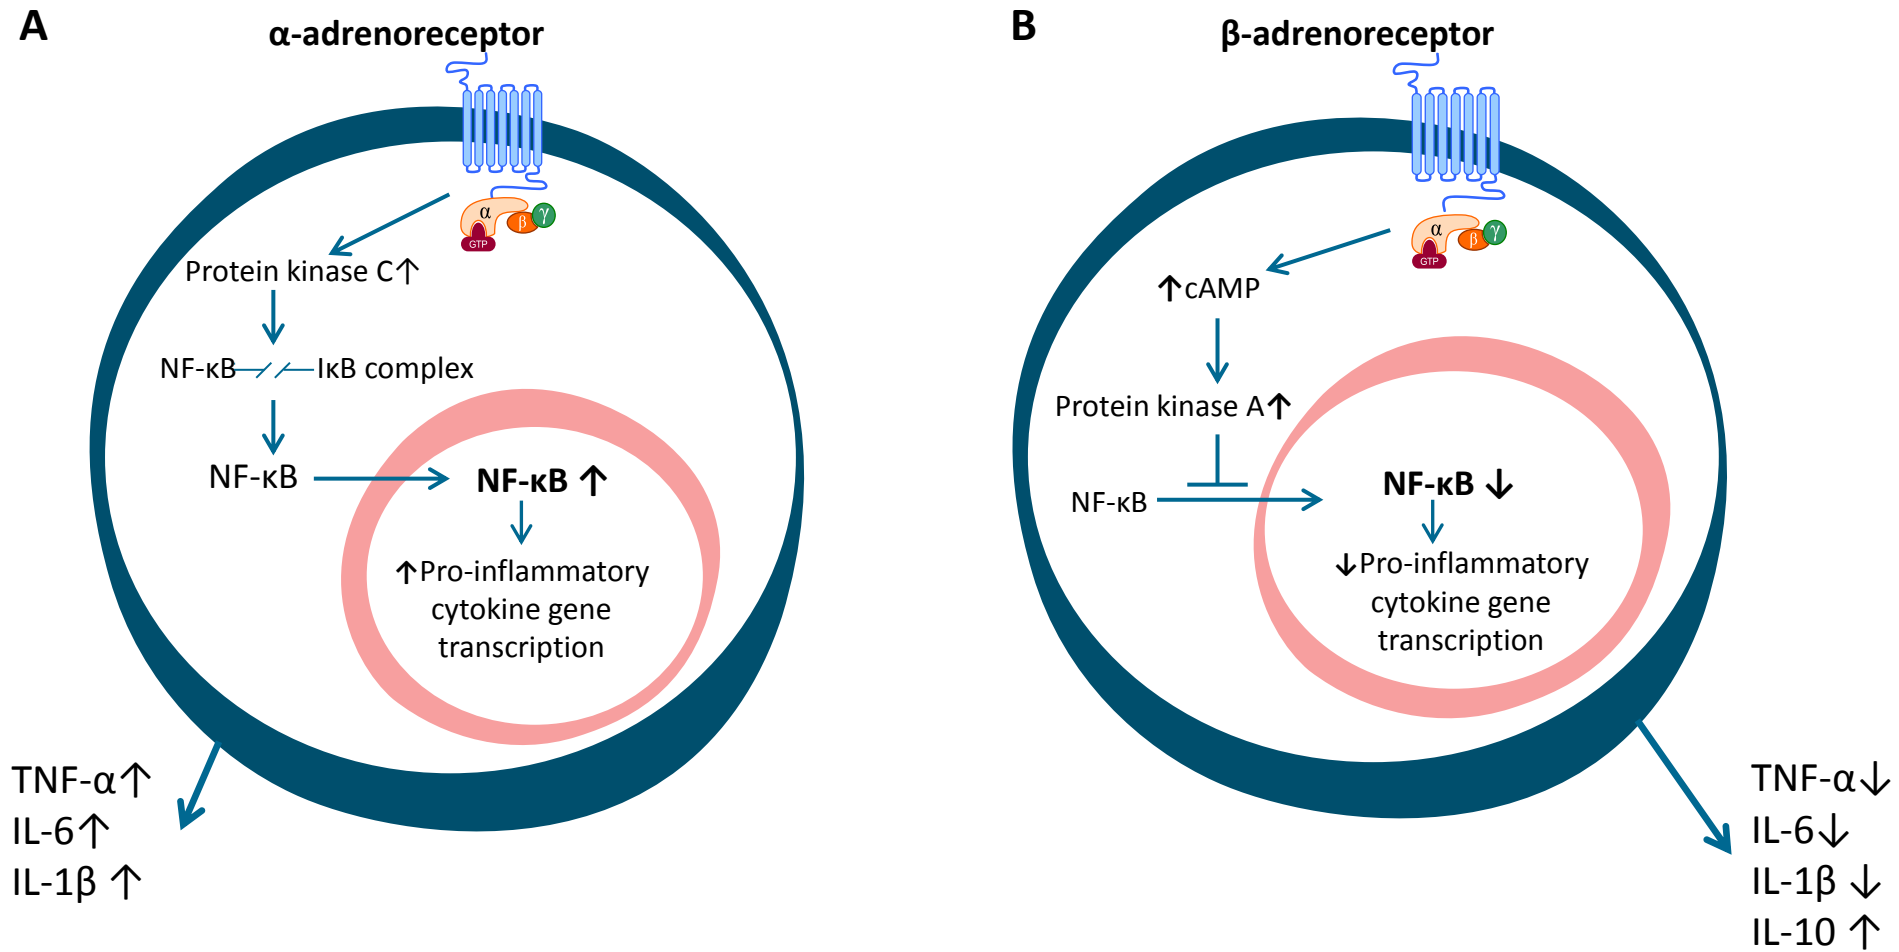 A
α-adrenoreceptor
α
β
γ
GTP
Protein kinase C↑
NF-κB
IκB complex
NF-κB
NF-κB ↑
↑Pro-inflammatory
cytokine gene
transcription
TNF-α↑
IL-6↑
IL-1β ↑
B
β-adrenoreceptor
α
β
γ
GTP
↑cAMP
Protein kinase A↑
NF-κB
NF-κB ↓
↓Pro-inflammatory
cytokine gene
transcription
TNF-α↓
IL-6↓
IL-1β ↓
IL-10 ↑